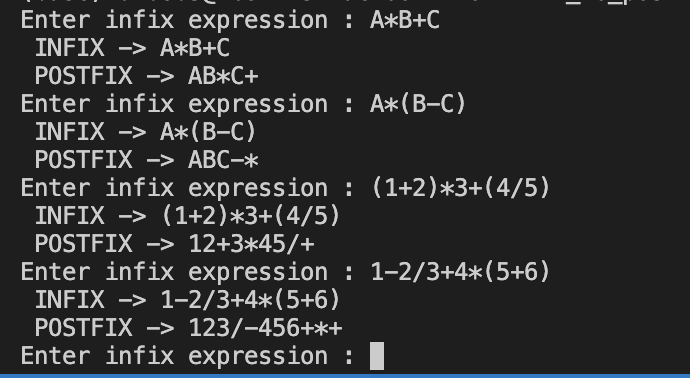 Enter infix expression : A*B+C
INFIX -> A*B+C
POSTFIX -> AB*C+
Enter infix expression : A*(B-C)
INFIX -> A*(B-C)
POSTFIX -> ABC-*
Enter infix expression : (1+2)*3+(4/5)
INFIX -> (1+2)*3+(4/5)
POSTFIX -> 12+3*45/+
Enter infix expression : 1-2/3+4*(5+6)
INFIX -> 1-2/3+4*(5+6)
POSTFIX -> 123/-456+*+
Enter infix expression :